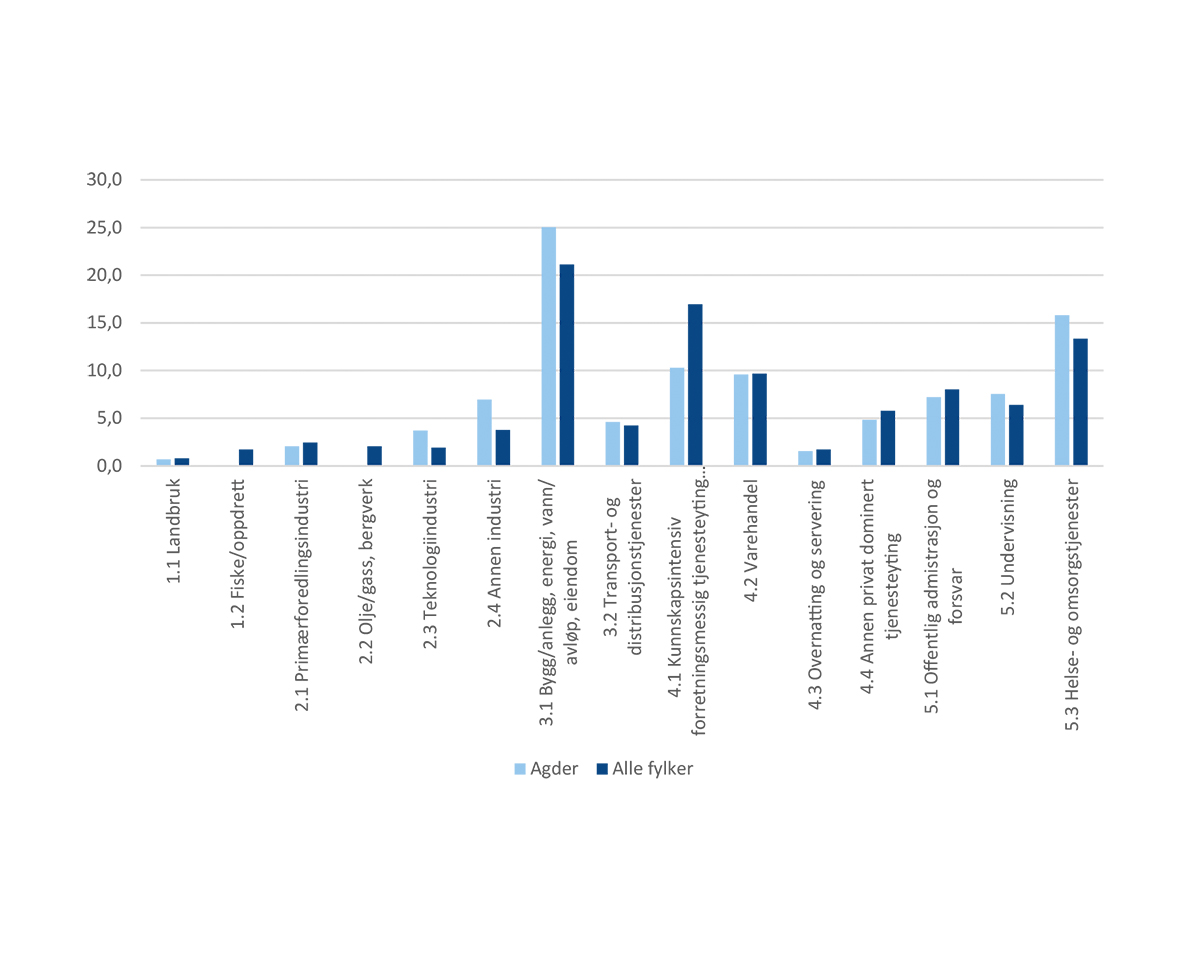 30,0
25,0
20,0
15,0
10,0
5,0
0,0
1.1 Landbruk
1.2 Fiske/oppdrett
2.1 Primærforedlingsindustri
2.2 Olje/gass, bergverk
2.3 Teknologiindustri
2.4 Annen industri
3.1 Bygg/anlegg, energi, vann/
avløp, eiendom
3.2 Transport- og
distribusjonstjenester
4.1 Kunnskapsintensiv
forretningsmessig tjenesteyting...
4.2 Varehandel
4.3 Overnatting og servering
4.4 Annen privat dominert
tjenesteyting
5.1 Offentlig admistrasjon og
forsvar
5.2 Undervisning
5.3 Helse- og omsorgstjenester
Agder
Alle fylker